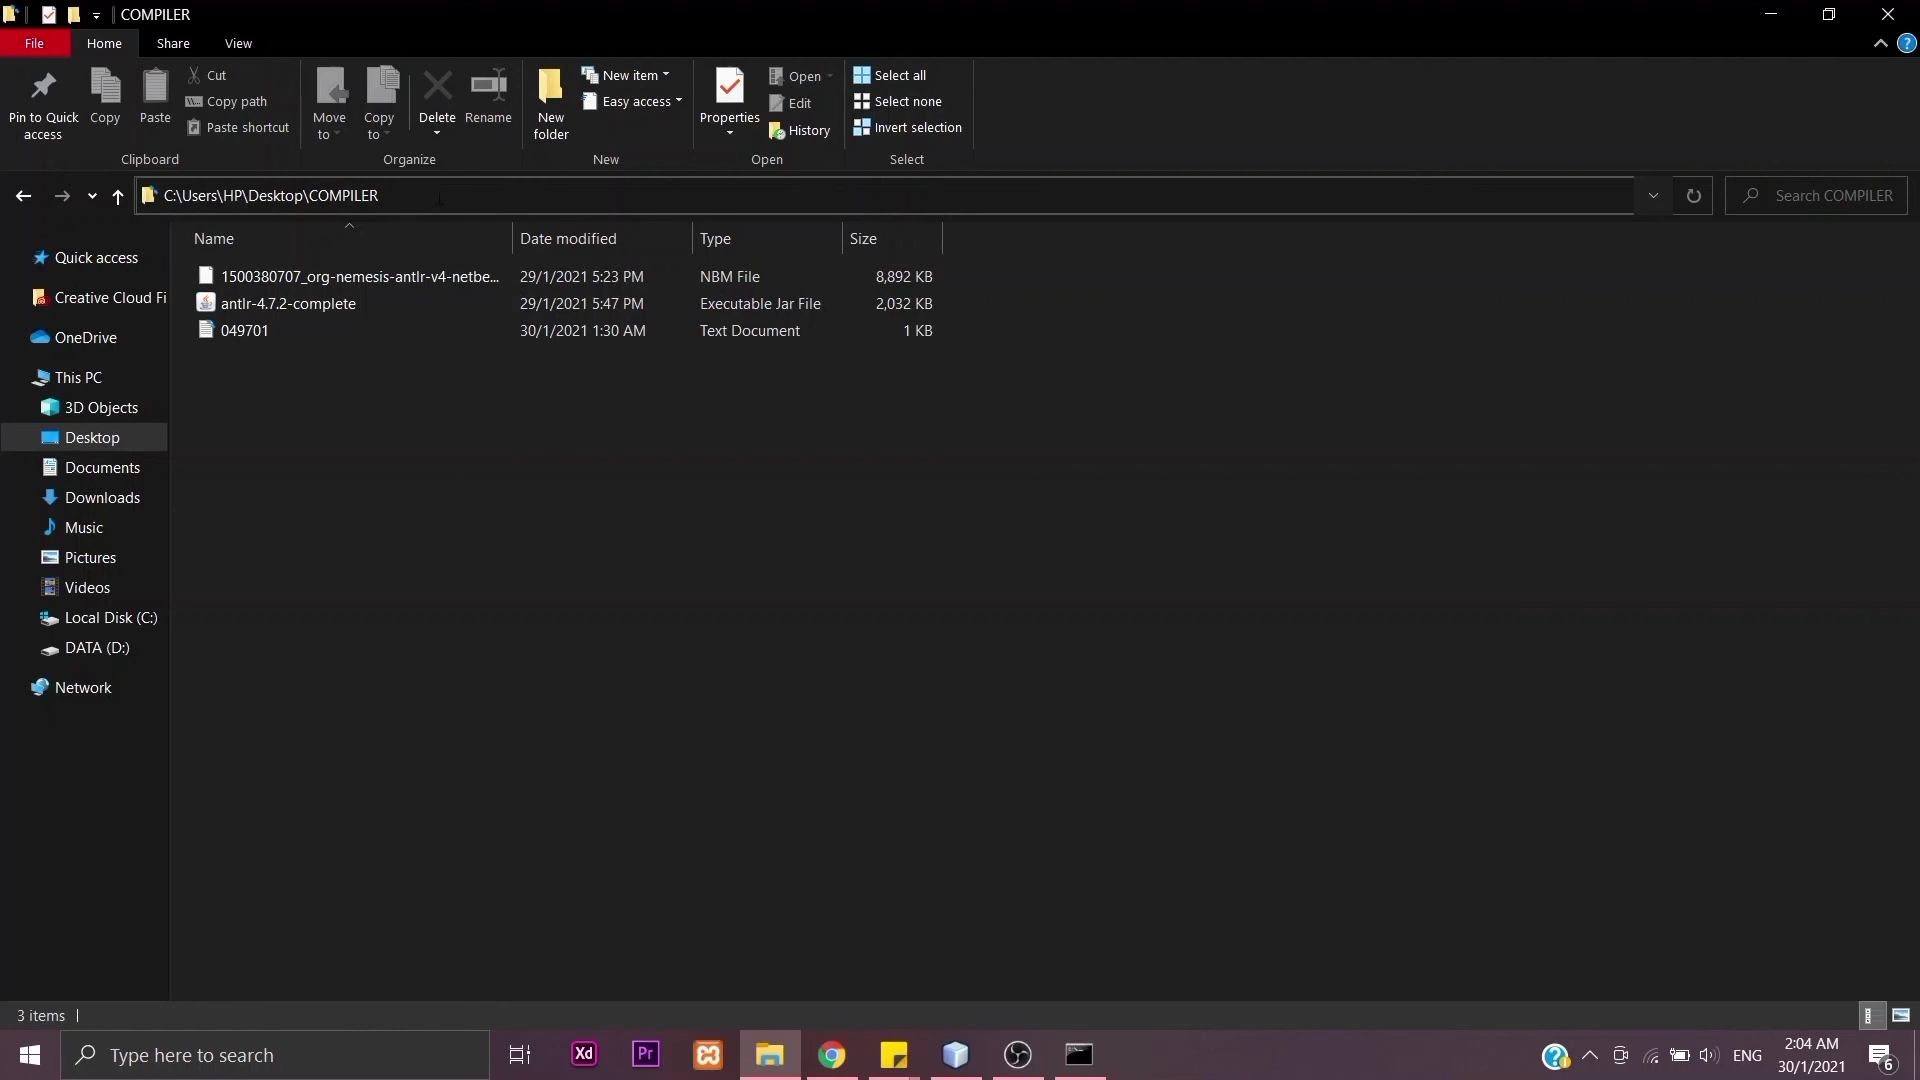 COMPILER
File Home Share View
Pin to Quick access
Copy
Paste
Cut
Copy path
Paste shortcut
Clipboard
Move to
Copy to
Delete
Rename
Organize
New folder
New item
Easy access
New
Properties
Open
Edit
History
Open
Select all
Select none
Invert selection
Select
C:\Users\HP\Desktop\COMPILER
Search COMPILER
Name Date modified Type Size
1500380707_org-nemesis-antlr-v4-netbe... 29/1/2021 5:23 PM NBM File 8,892 KB
antlr-4.7.2-complete 29/1/2021 5:47 PM Executable Jar File 2,032 KB
049701 30/1/2021 1:30 AM Text Document 1 KB
Quick access
Creative Cloud Fi
OneDrive
This PC
3D Objects
Desktop
Documents
Downloads
Music
Pictures
Videos
Local Disk (C:)
DATA (D:)
Network
3 items
Type here to search
Xd
Pr
ENG
2:04 AM
30/1/2021
6